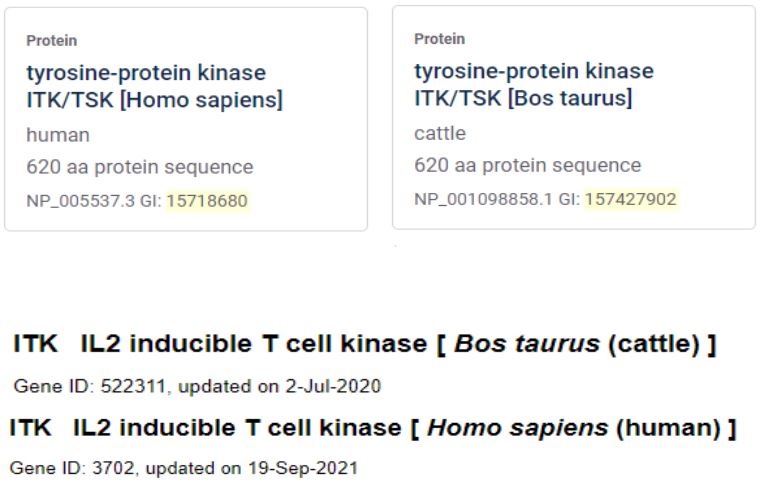 Protein
tyrosine-protein kinase
ITK/TSK [Homo sapiens]
human
620 aa protein sequence
NP_005537.3 GI: 15718680
Protein
tyrosine-protein kinase
ITK/TSK [Bos taurus]
cattle
620 aa protein sequence
NP_001098858.1 GI: 157427902
ITK IL2 inducible T cell kinase [ Bos taurus (cattle) ]
Gene ID: 522311, updated on 2-Jul-2020
ITK IL2 inducible T cell kinase [ Homo sapiens (human) ]
Gene ID: 3702, updated on 19-Sep-2021